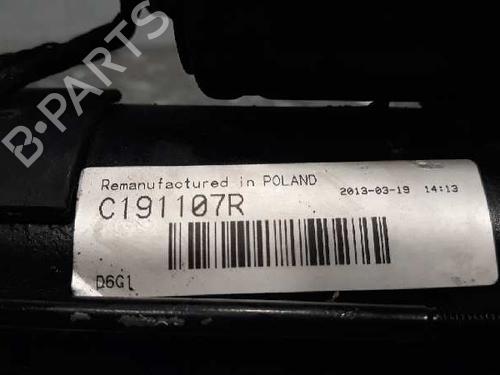 B-PARTS
Remanufactured in POLAND 2013-03-19 14:13
C191107R
D6G1